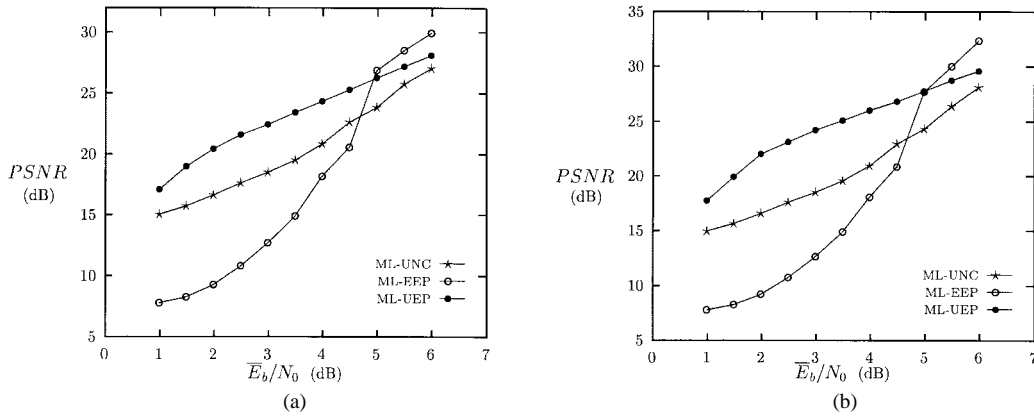 30
25
20
PSNR
(dB)
15
10
5
ML-UNC
ML-EEP
ML-UEP
0 1 2 3 4 5 6 7
E̅b/N0 (dB)
(a)
35
30
25
20
PSNR
(dB)
15
10
5
ML-UNC
ML-EEP
ML-UEP
0 1 2 3 4 5 6 7
E̅b/N0 (dB)
(b)